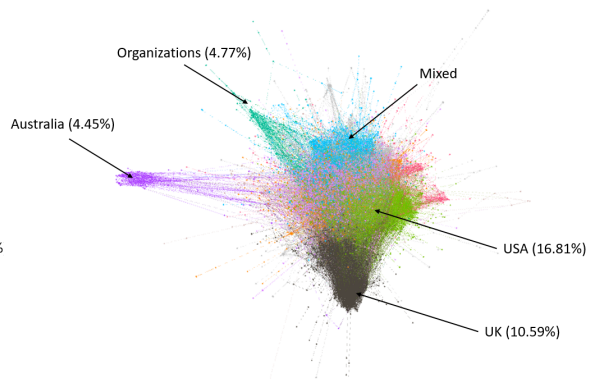 Organizations (4.77%)
Mixed
Australia (4.45%)
%
USA (16.81%)
UK (10.59%)